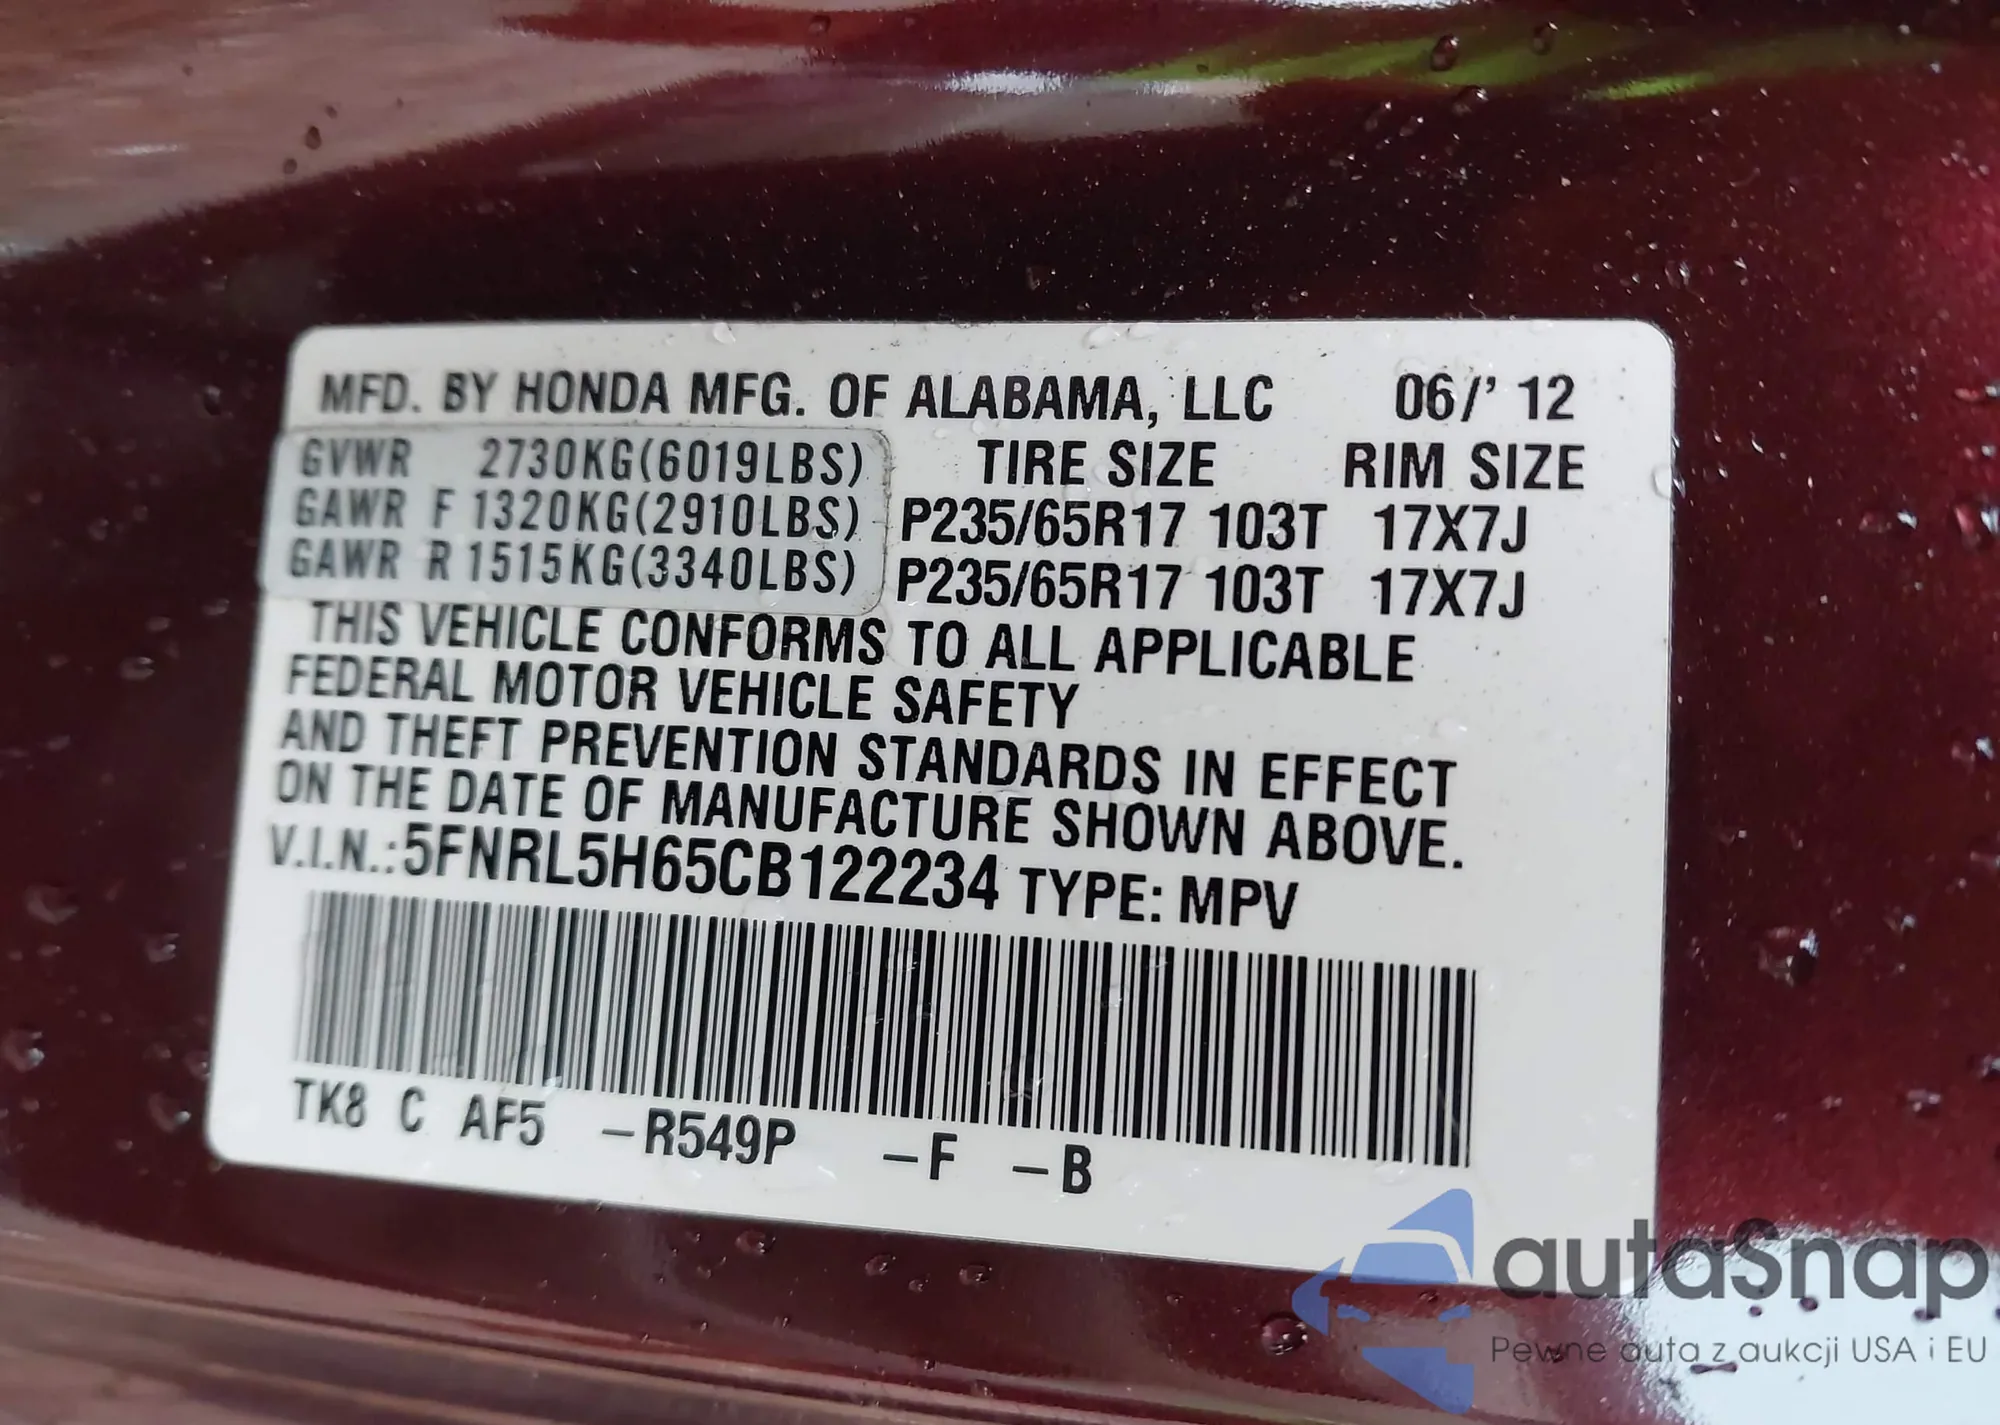 MFD. BY HONDA MFG. OF ALABAMA, LLC 06/' 12
GVWR 2730KG(6019LBS) TIRE SIZE RIM SIZE
GAWR F 1320KG(2910LBS) P235/65R17 103T 17X7J
GAWR R 1515KG(3340LBS) P235/65R17 103T 17X7J
THIS VEHICLE CONFORMS TO ALL APPLICABLE
FEDERAL MOTOR VEHICLE SAFETY
AND THEFT PREVENTION STANDARDS IN EFFECT
ON THE DATE OF MANUFACTURE SHOWN ABOVE.
V.I.N.:5FNRL5H65CB122234 TYPE: MPV
TK8 C AF5 –R549P –F –B
autaSnap
Pewne auta z aukcji USA i EU